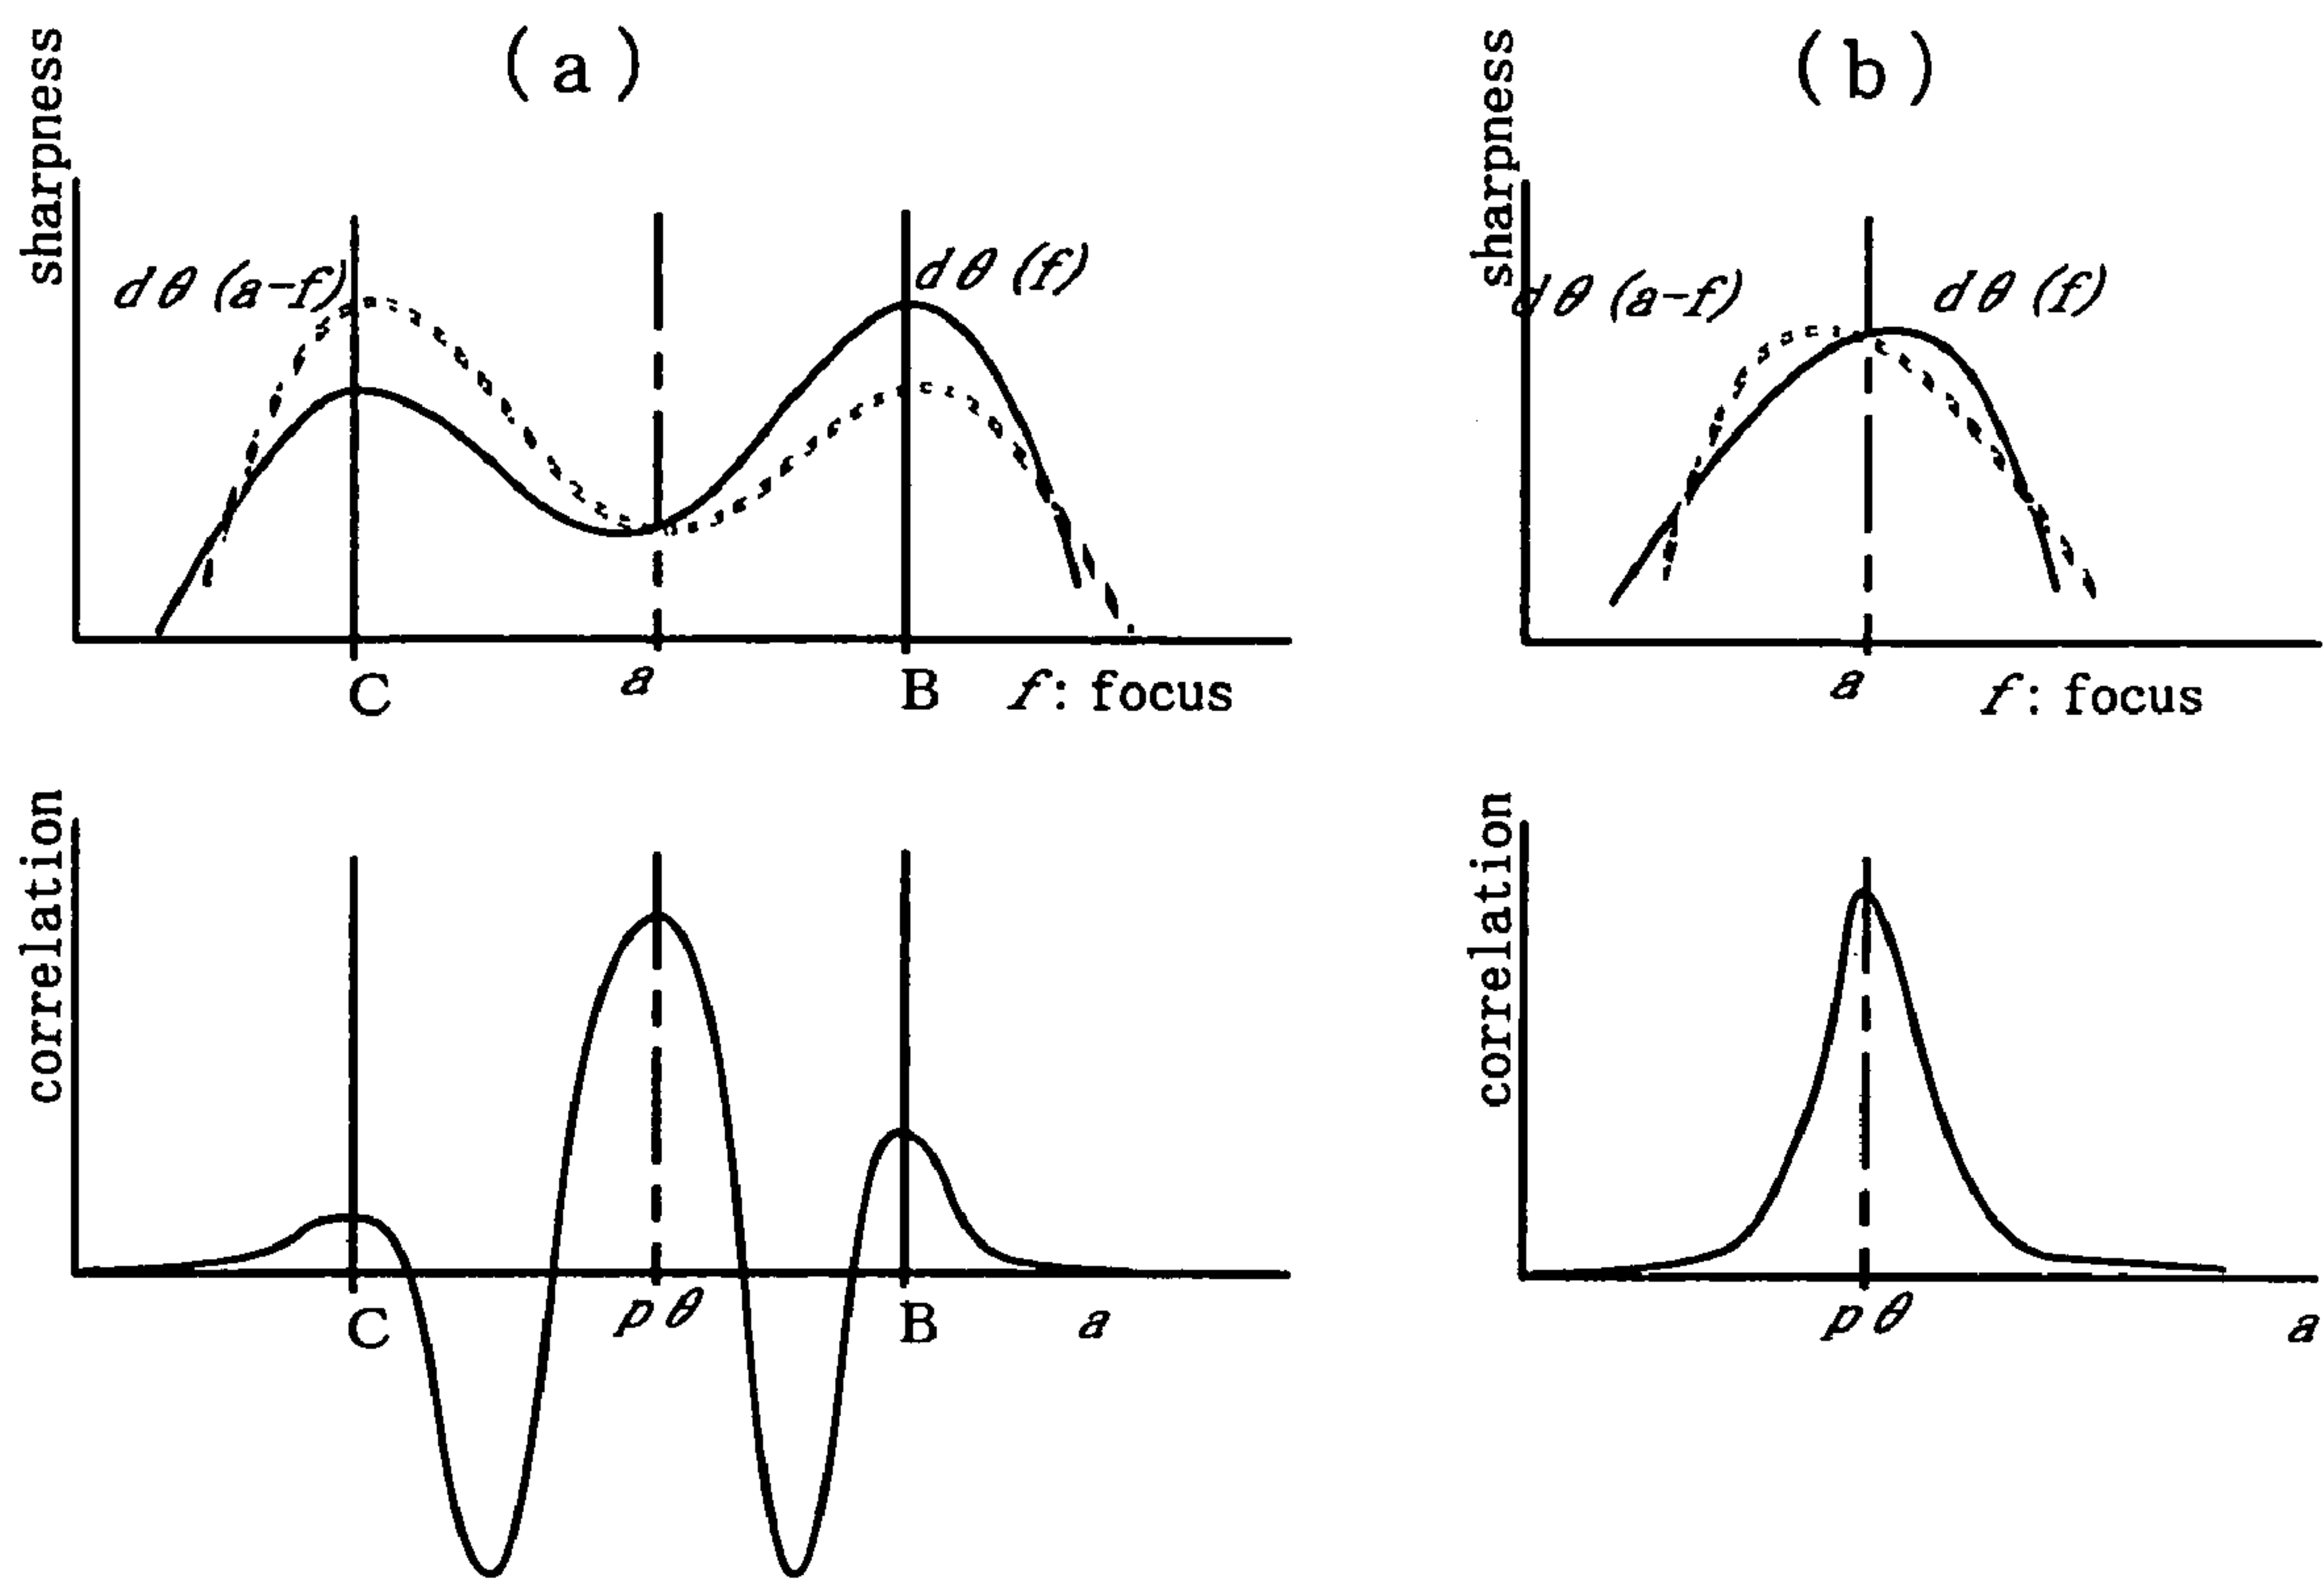 (a)
sharpness
dθ(a-f)
dθ(f)
C
a
B
f: focus
correlation
C
pθ
B
a
(b)
sharpness
dθ(a-f)
dθ(f)
a
f: focus
correlation
pθ
a